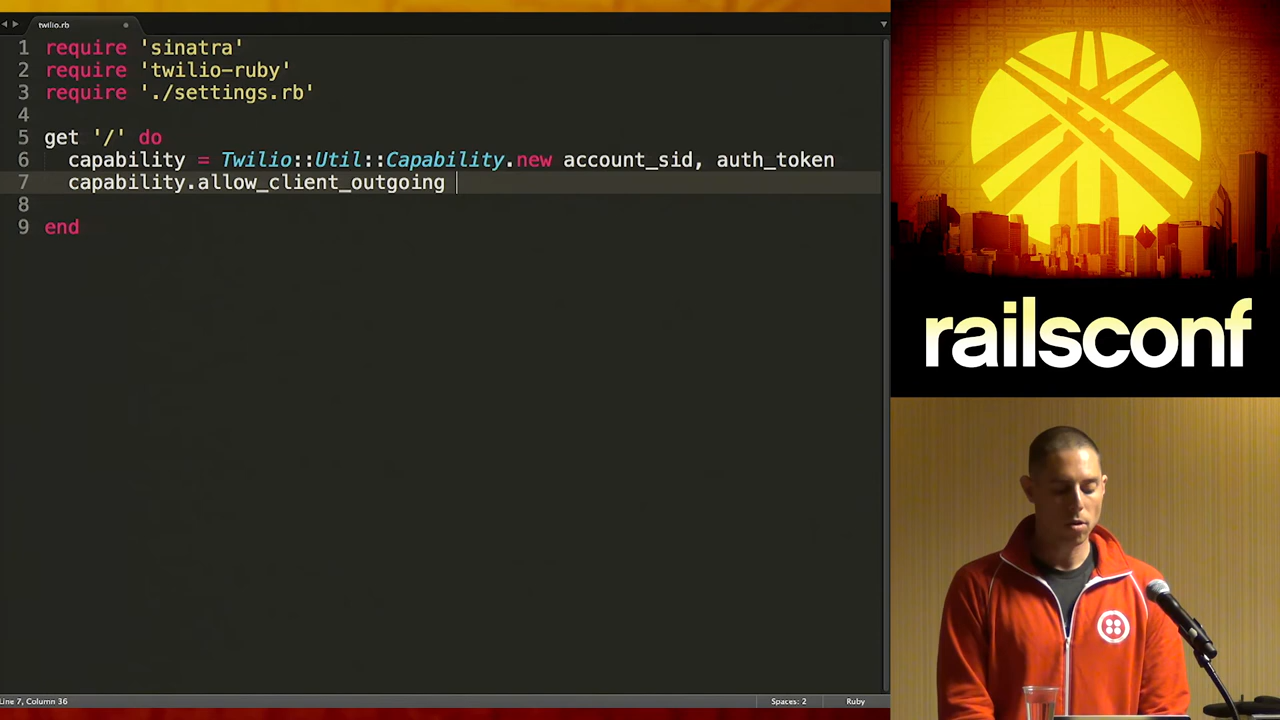 twilio.rb
1 require 'sinatra'
2 require 'twilio-ruby'
3 require './settings.rb'
4
5 get '/' do
6 capability = Twilio::Util::Capability.new account_sid, auth_token
7 capability.allow_client_outgoing
8
9 end
Line 7, Column 36
Spaces: 2
Ruby
railsconf